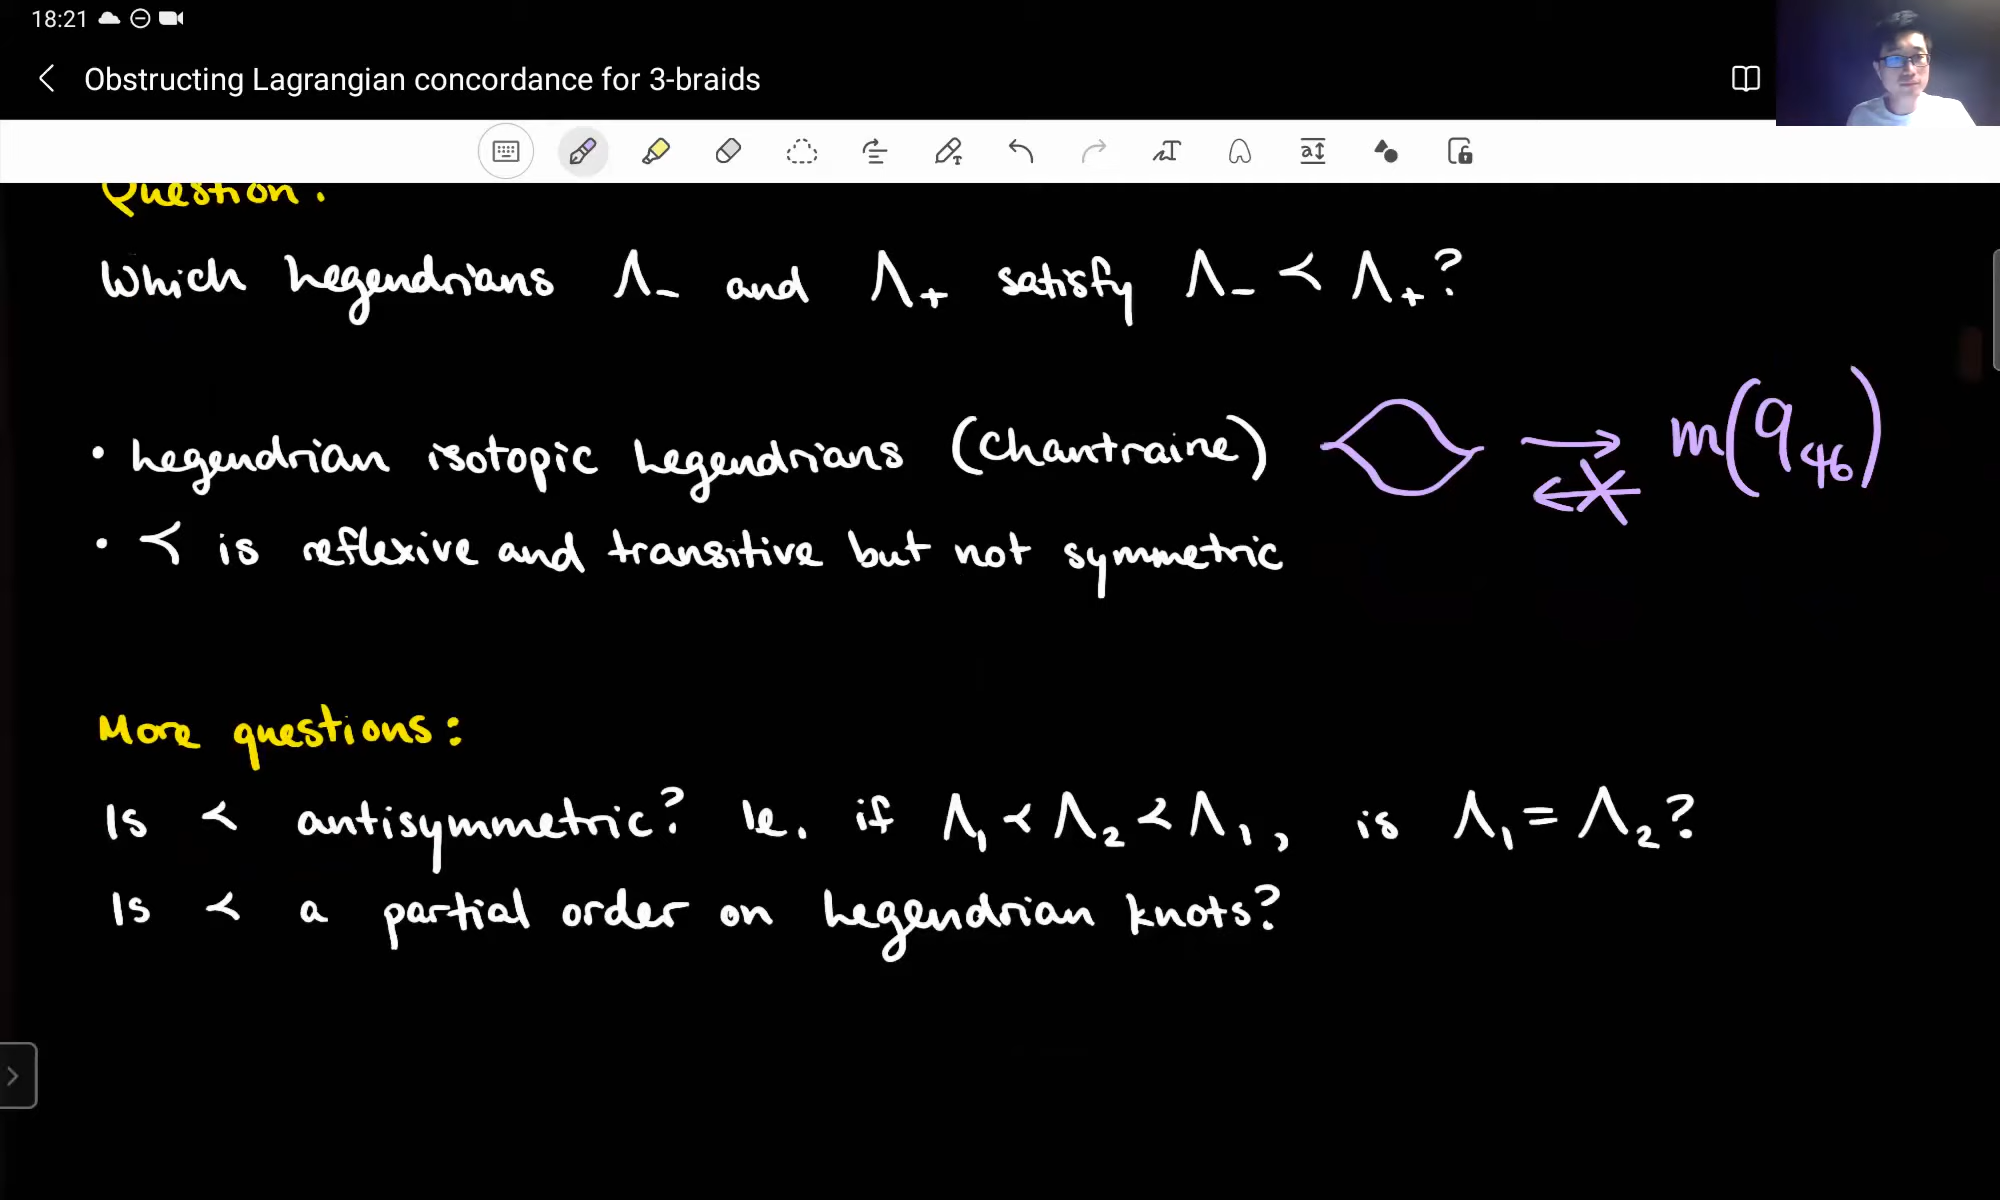 18:21
Obstructing Lagrangian concordance for 3-braids
Question:
Which Legendrians Λ₋ and Λ₊ satisfy Λ₋ ≺ Λ₊?
• Legendrian isotopic Legendrians (Chantraine) → m(9₄₆)
• ≺ is reflexive and transitive but not symmetric
More questions:
Is ≺ antisymmetric? Ie. if Λ₁ ≺ Λ₂ ≺ Λ₁, is Λ₁ = Λ₂?
Is ≺ a partial order on Legendrian knots?